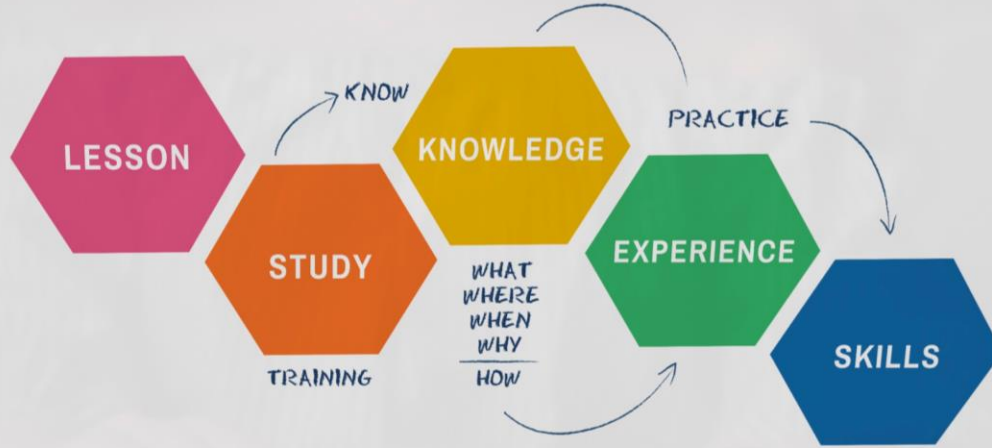 LESSON
STUDY
TRAINING
KNOW
KNOWLEDGE
WHAT
WHERE
WHEN
WHY
HOW
PRACTICE
EXPERIENCE
SKILLS